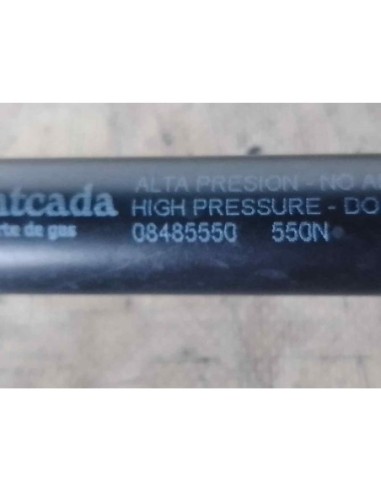 ALTA PRESION - NO A
atcada HIGH PRESSURE - DO
rte de gas 08485550 550N